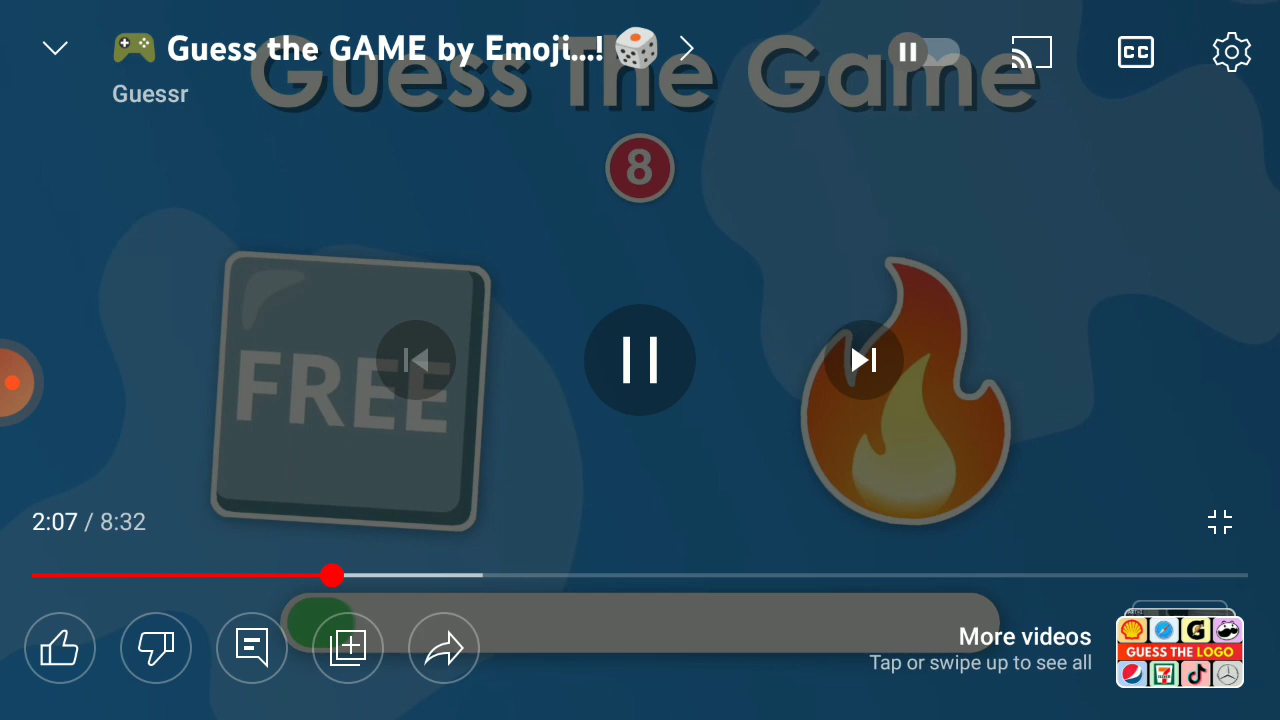 🎮 Guess the GAME by Emoji...! 🎲
Guessr
CC
Guess The Game
8
FREE
2:07 / 8:32
More videos
Tap or swipe up to see all
GUESS THE LOGO